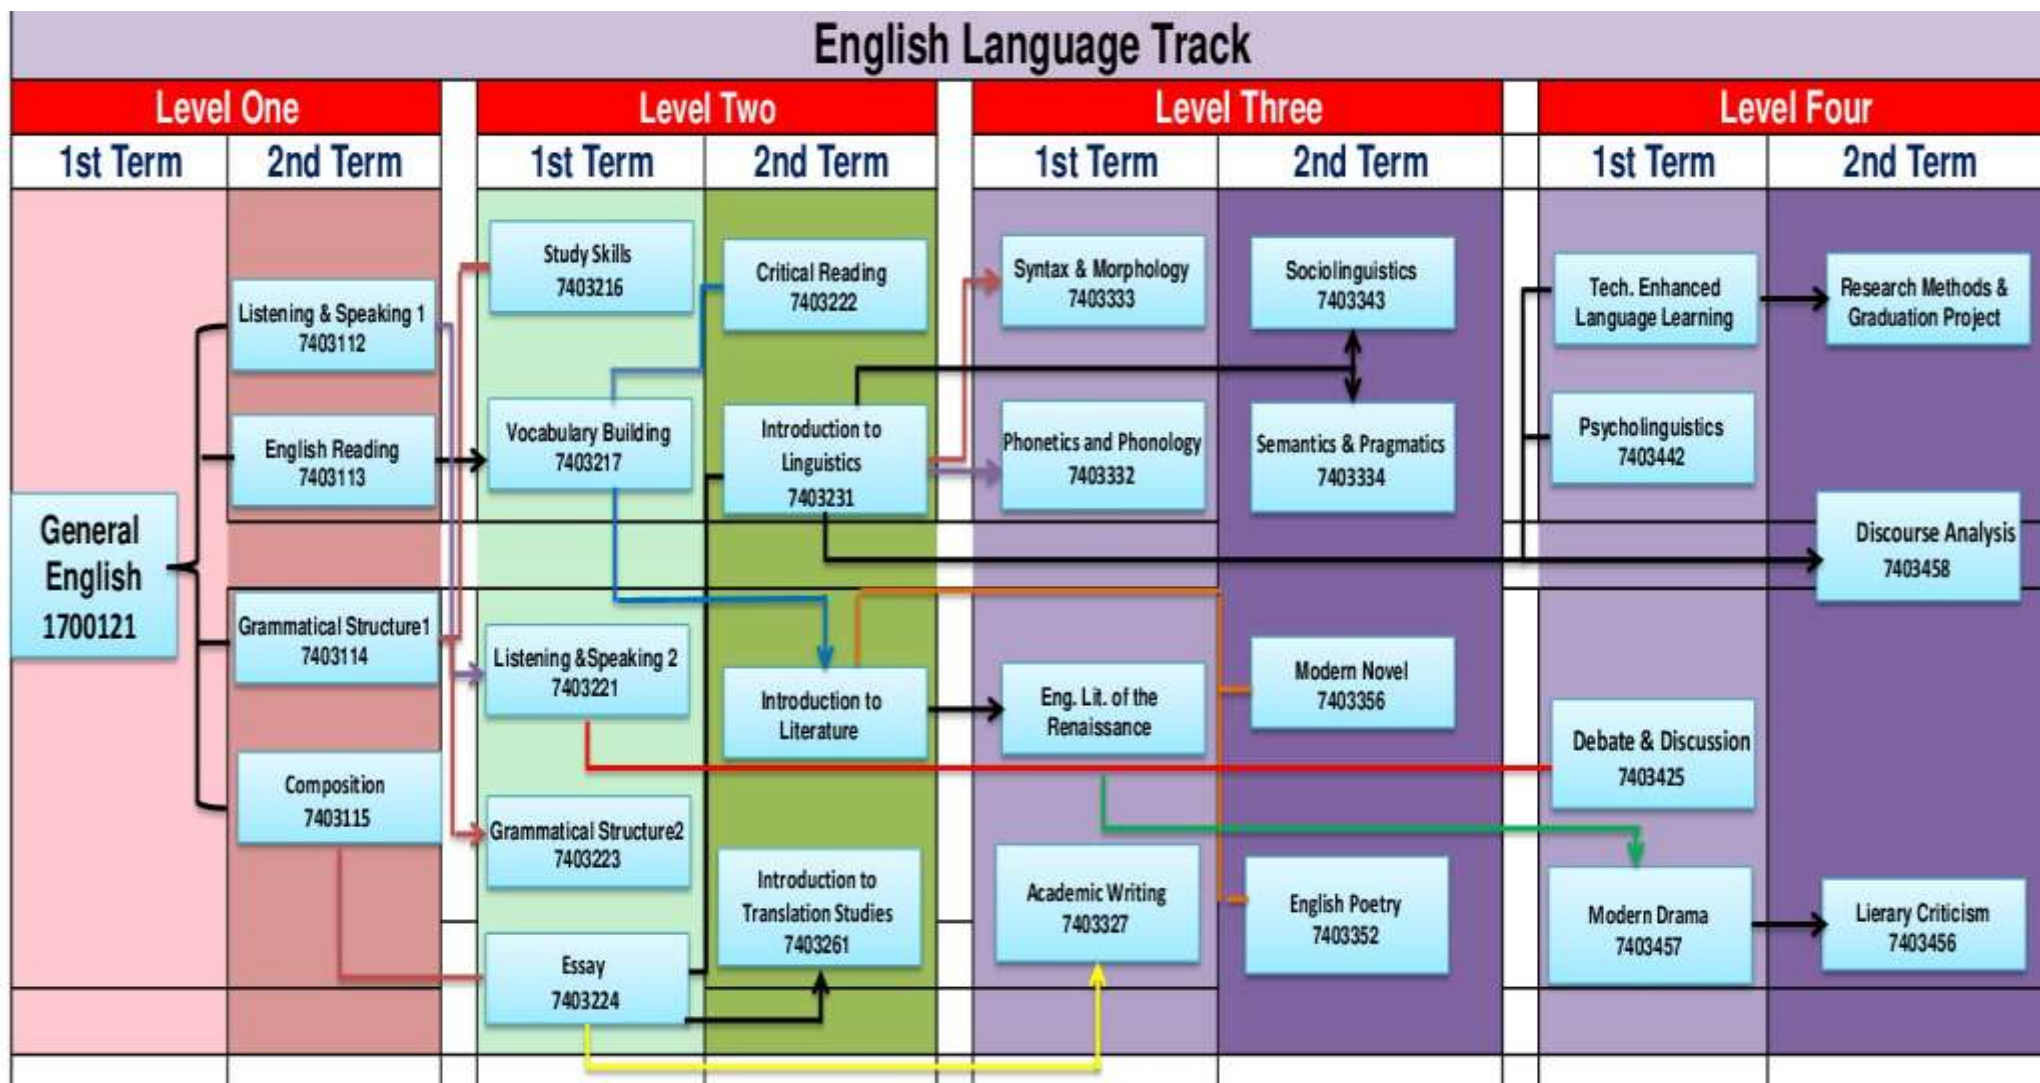 English Language Track
Level One
Level Two
Level Three
Level Four
1st Term
2nd Term
1st Term
2nd Term
1st Term
2nd Term
1st Term
2nd Term
General
English
1700121
Listening & Speaking 1
7403112
English Reading
7403113
Grammatical Structure1
7403114
Composition
7403115
Study Skills
7403216
Vocabulary Building
7403217
Listening &Speaking 2
7403221
Grammatical Structure2
7403223
Essay
7403224
Critical Reading
7403222
Introduction to
Linguistics
7403231
Introduction to
Literature
Introduction to
Translation Studies
7403261
Syntax & Morphology
7403333
Phonetics and Phonology
7403332
Eng. Lit. of the
Renaissance
Academic Writing
7403327
Sociolinguistics
7403343
Semantics & Pragmatics
7403334
Modern Novel
7403356
English Poetry
7403352
Tech. Enhanced
Language Learning
Psycholinguistics
7403442
Debate & Discussion
7403425
Modern Drama
7403457
Research Methods &
Graduation Project
Discourse Analysis
7403458
Lierary Criticism
7403456